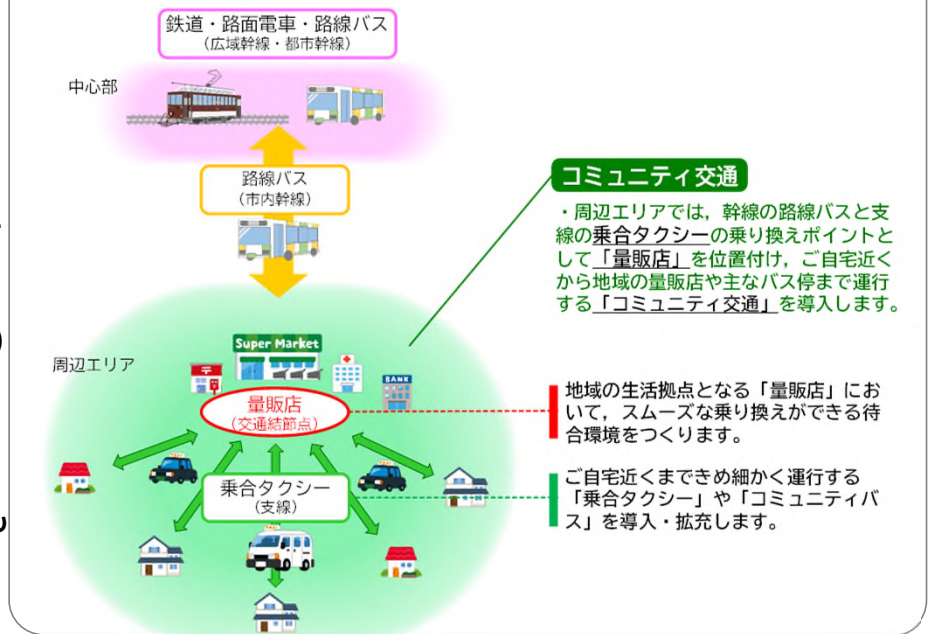 鉄道・路面電車・路線バス
（広域幹線・都市幹線）
中心部
路線バス
（市内幹線）
コミュニティ交通
・周辺エリアでは，幹線の路線バスと支
線の乗合タクシーの乗り換えポイントと
して「量販店」を位置付け，ご自宅近く
から地域の量販店や主なバス停まで運行
する「コミュニティ交通」を導入します。
周辺エリア
Super Market
BANK
量販店
（交通結節点）
地域の生活拠点となる「量販店」にお
いて，スムーズな乗り換えができる待
合環境をつくります。
乗合タクシー
（支線）
ご自宅近くまできめ細かく運行する
「乗合タクシー」や「コミュニティバ
ス」を導入・拡充します。